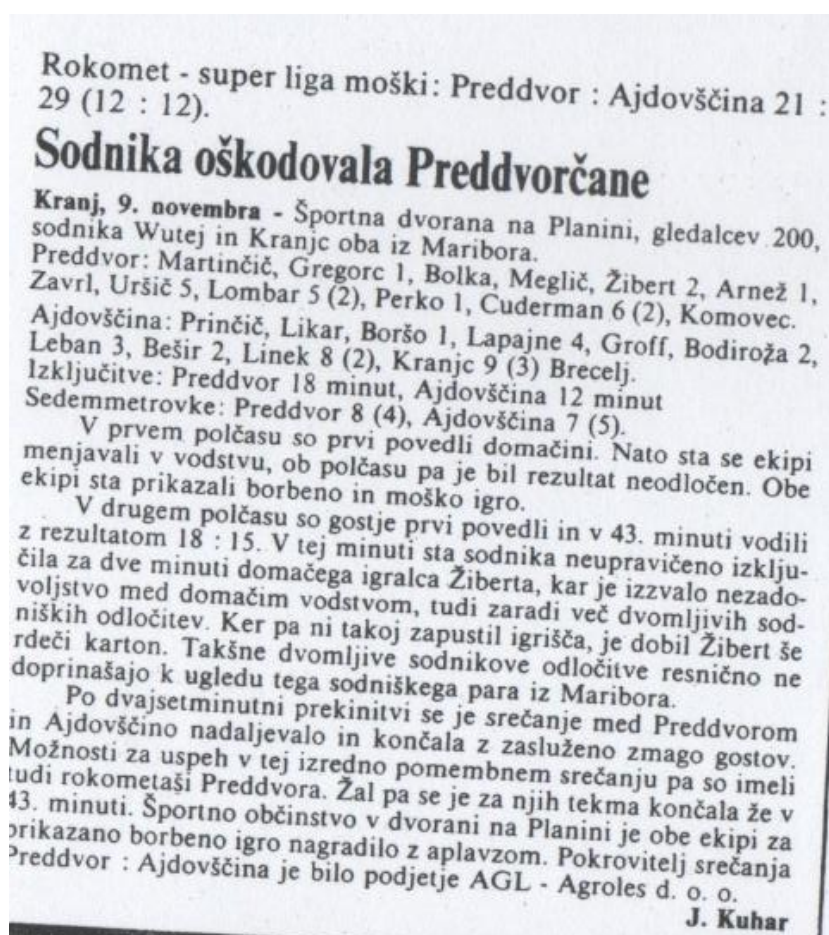 Rokomet - super liga moški: Preddvor : Ajdovščina 21 :
29 (12 : 12).
Sodnika oškodovala Preddvorčane
Kranj, 9. novembra - Športna dvorana na Planini, gledalcev 200,
sodnika Wutej in Kranjc oba iz Maribora.
Preddvor: Martinčič, Gregorc 1, Bolka, Meglič, Žibert 2, Arnež 1,
Zavrl, Uršič 5, Lombar 5 (2), Perko 1, Cuderman 6 (2), Komovec.
Ajdovščina: Prinčič, Likar, Boršo 1, Lapajne 4, Groff, Bodiroža 2,
Leban 3, Bešir 2, Linek 8 (2), Kranjc 9 (3) Brecelj.
Izključitve: Preddvor 18 minut, Ajdovščina 12 minut
Sedemmetrovke: Preddvor 8 (4), Ajdovščina 7 (5).
V prvem polčasu so prvi povedli domačini. Nato sta se ekipi
menjavali v vodstvu, ob polčasu pa je bil rezultat neodločen. Obe
ekipi sta prikazali borbeno in moško igro.
V drugem polčasu so gostje prvi povedli in v 43. minuti vodili
z rezultatom 18 : 15. V tej minuti sta sodnika neupravičeno izklju-
čila za dve minuti domačega igralca Žiberta, kar je izzvalo nezado-
voljstvo med domačim vodstvom, tudi zaradi več dvomljivih sod-
niških odločitev. Ker pa ni takoj zapustil igrišča, je dobil Žibert še
rdeči karton. Takšne dvomljive sodnikove odločitve resnično ne
doprinašajo k ugledu tega sodniškega para iz Maribora.
Po dvajsetminutni prekinitvi se je srečanje med Preddvorom
in Ajdovščino nadaljevalo in končala z zasluženo zmago gostov.
Možnosti za uspeh v tej izredno pomembnem srečanju pa so imeli
tudi rokometaši Preddvora. Žal pa se je za njih tekma končala že v
43. minuti. Športno občinstvo v dvorani na Planini je obe ekipi za
prikazano borbeno igro nagradilo z aplavzom. Pokrovitelj srečanja
Preddvor : Ajdovščina je bilo podjetje AGL - Agroles d. o. o.
J. Kuhar